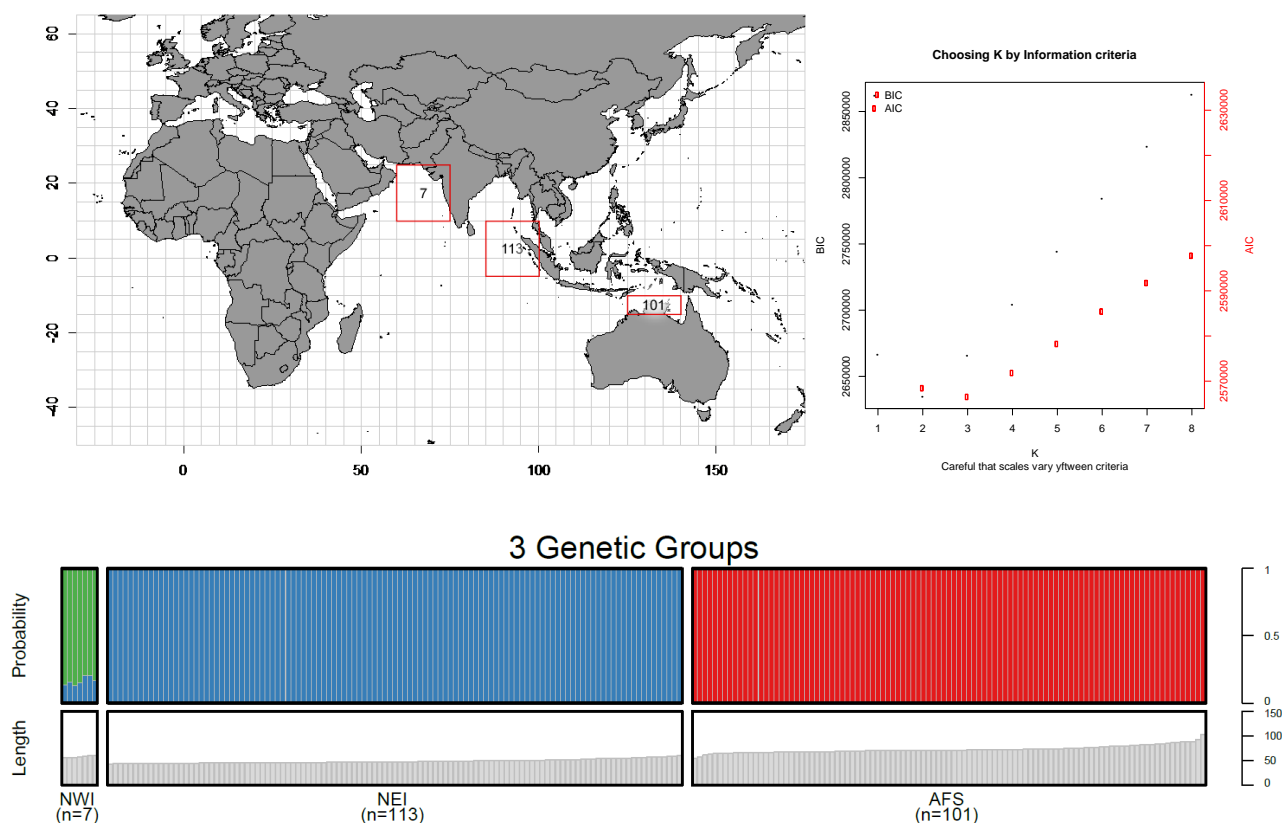 60
40
20
0
-20
-40
0
50
100
150
7
113
101
Choosing K by Information criteria
BIC
AIC
2850000
2800000
2750000
2700000
2650000
BIC
2630000
2610000
2590000
2570000
AIC
1 2 3 4 5 6 7 8
K
Careful that scales vary yftween criteria
3 Genetic Groups
Probability
1
0.5
0
Length
150
100
50
0
NWI
(n=7)
NEI
(n=113)
AFS
(n=101)